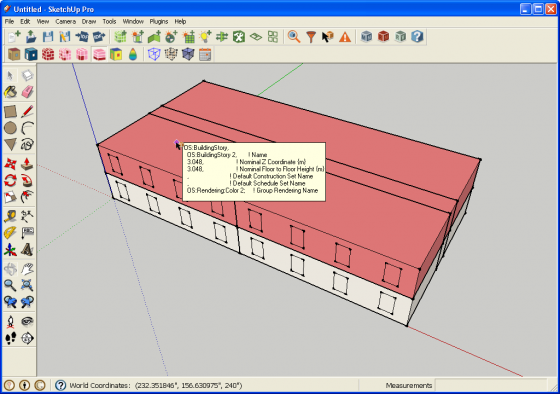 Untitled - SketchUp Pro
File Edit View Camera Draw Tools Window Plugins Help
OS:BuildingStory,
OS:BuildingStory 2, ! Name
3.048, ! Nominal Z Coordinate (m)
3.048, ! Nominal Floor to Floor Height (m)
, ! Default Construction Set Name
, ! Default Schedule Set Name
OS:Rendering:Color 2; ! Group Rendering Name
World Coordinates: (232.351846", 156.630975", 240") Measurements